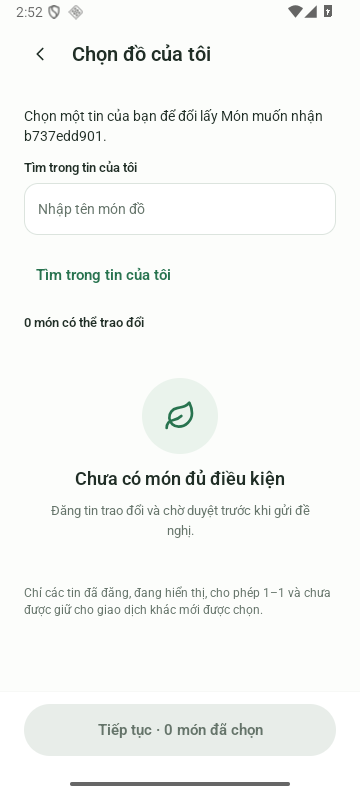 2:52
Chọn đồ của tôi
Chọn một tin của bạn để đổi lấy Món muốn nhận
b737edd901.
Tìm trong tin của tôi
Nhập tên món đồ
Tìm trong tin của tôi
0 món có thể trao đổi
Chưa có món đủ điều kiện
Đăng tin trao đổi và chờ duyệt trước khi gửi đề
nghị.
Chỉ các tin đã đăng, đang hiển thị, cho phép 1–1 và chưa
được giữ cho giao dịch khác mới được chọn.
Tiếp tục · 0 món đã chọn